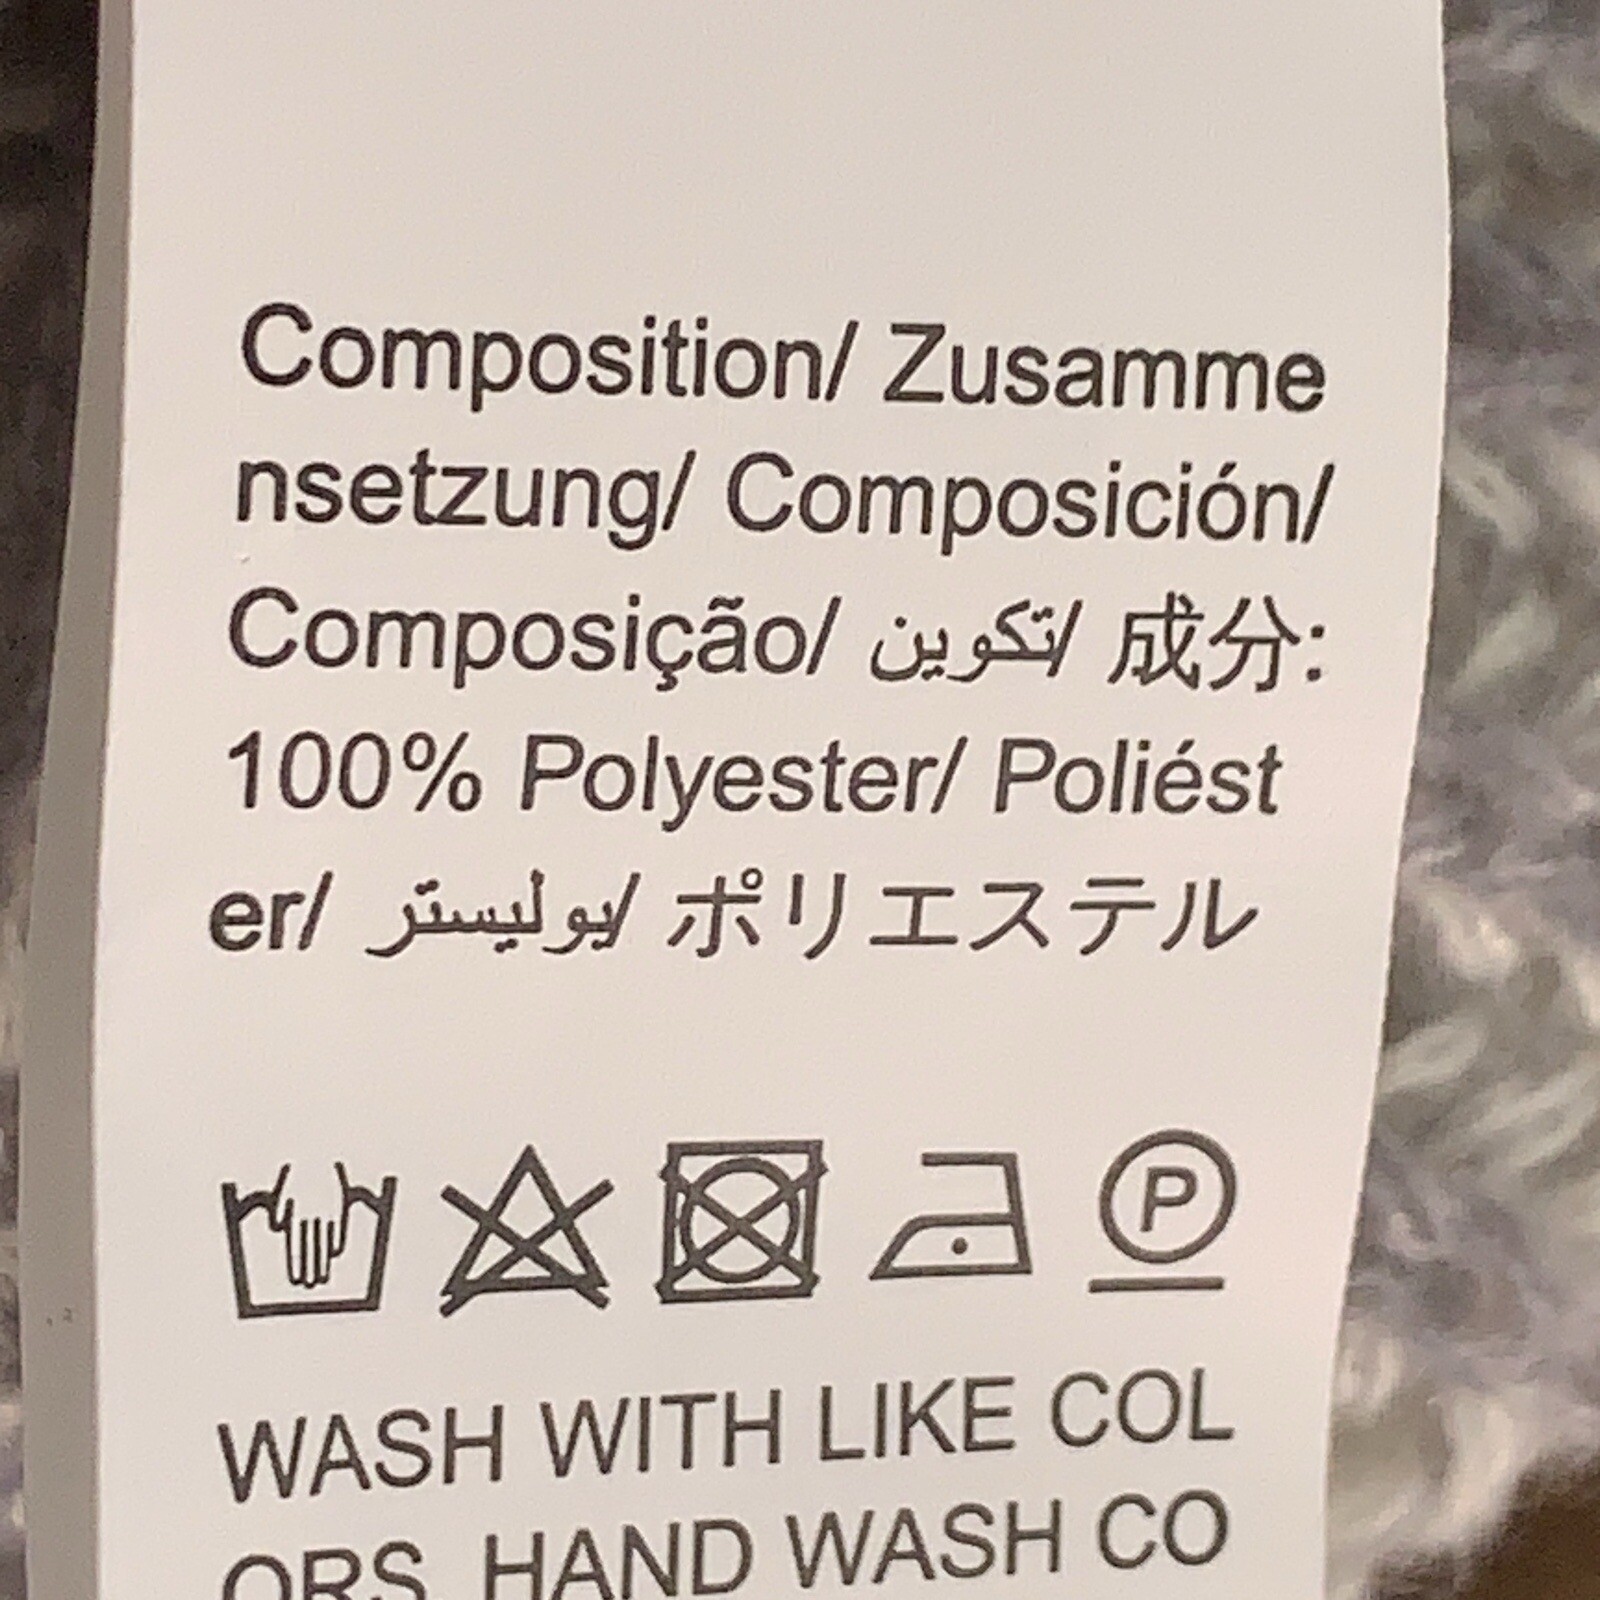 Composition/ Zusamme
nsetzung/ Composición/
Composição/ تكوين/ 成分:
100% Polyester/ Poliést
er/ بوليستر/ ポリエステル
P
WASH WITH LIKE COL
ORS, HAND WASH CO